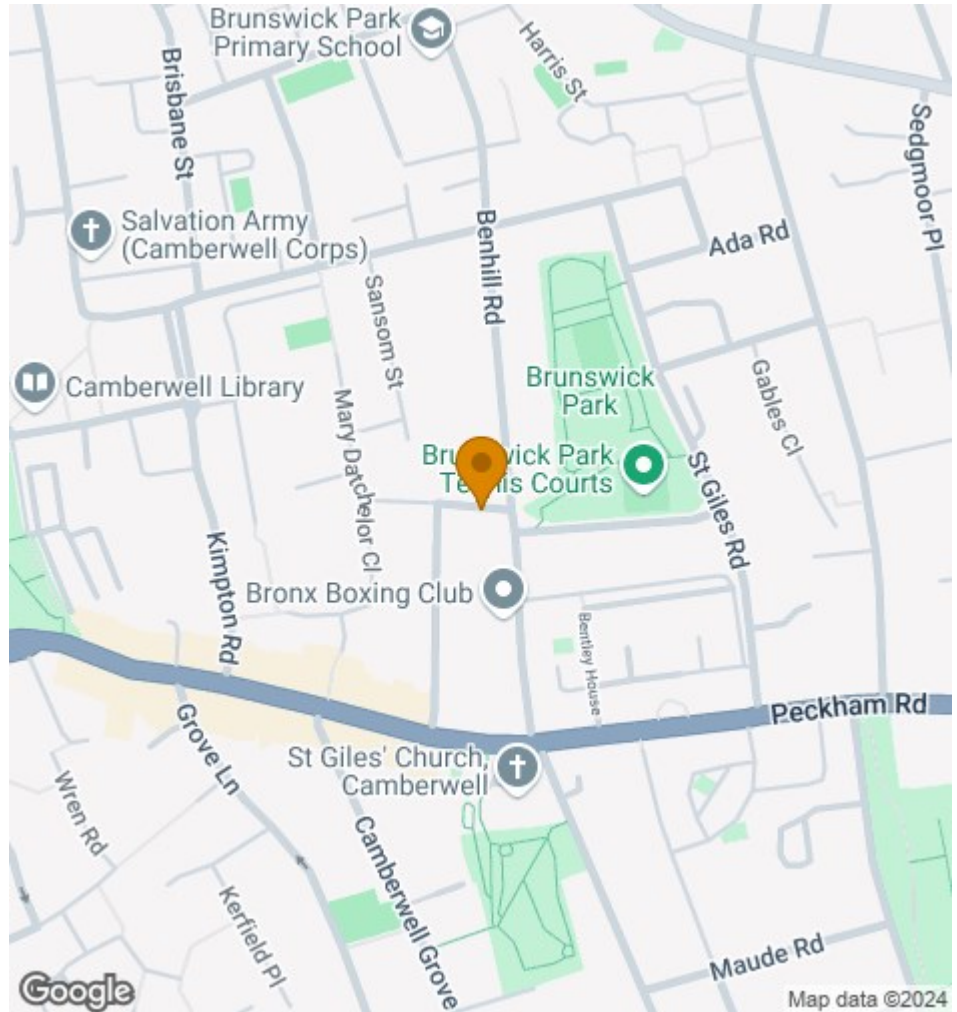 Brunswick Park
Primary School
Harris St
Brisbane St
Sedgmoor Pl
Salvation Army
(Camberwell Corps)
Benhill Rd
Ada Rd
Sansom St
Camberwell Library
Mary Datchelor Cl
Brunswick
Park
Gables Cl
Park
Courts
St Giles Rd
Kimpton Rd
Bronx Boxing Club
Bentley House
Peckham Rd
Grove Ln
St Giles' Church,
Camberwell
Wren Rd
Camberwell Grove
Kerfield Pl
Maude Rd
Google
Map data ©2024